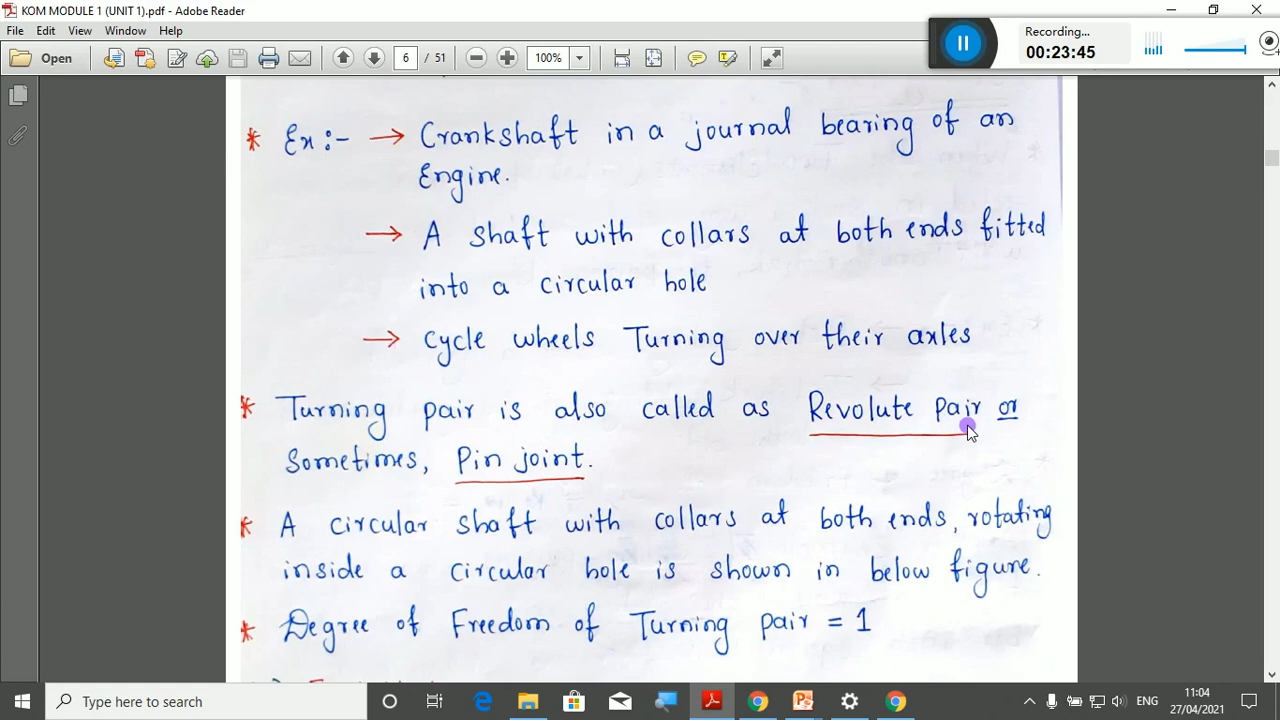 KOM MODULE 1 (UNIT 1).pdf - Adobe Reader
File Edit View Window Help
Open 6 / 51 100%
Recording...
00:23:45
* Ex:- → Crankshaft in a journal bearing of an
Engine.
→ A shaft with collars at both ends fitted
into a circular hole
→ Cycle wheels Turning over their axles
* Turning pair is also called as Revolute Pair or
Sometimes, Pin joint.
* A circular shaft with collars at both ends, rotating
inside a circular hole is shown in below figure.
* Degree of Freedom of Turning pair = 1
Type here to search
ENG
11:04
27/04/2021